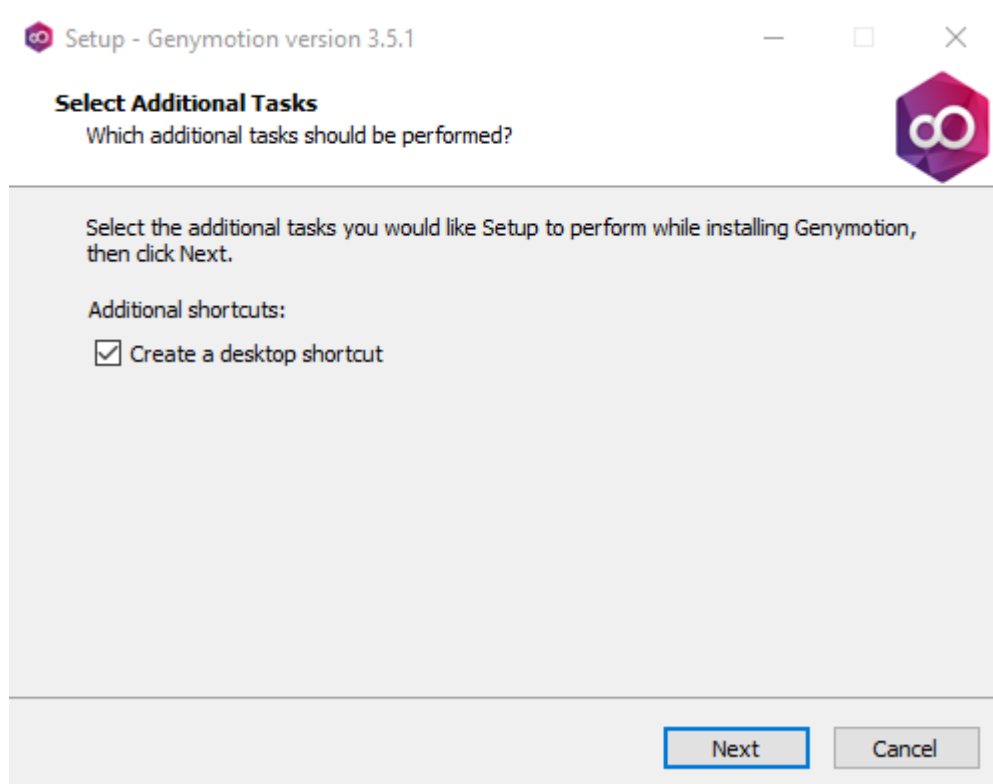 Setup - Genymotion version 3.5.1
Select Additional Tasks
Which additional tasks should be performed?
Select the additional tasks you would like Setup to perform while installing Genymotion,
then click Next.
Additional shortcuts:
Create a desktop shortcut
Next
Cancel